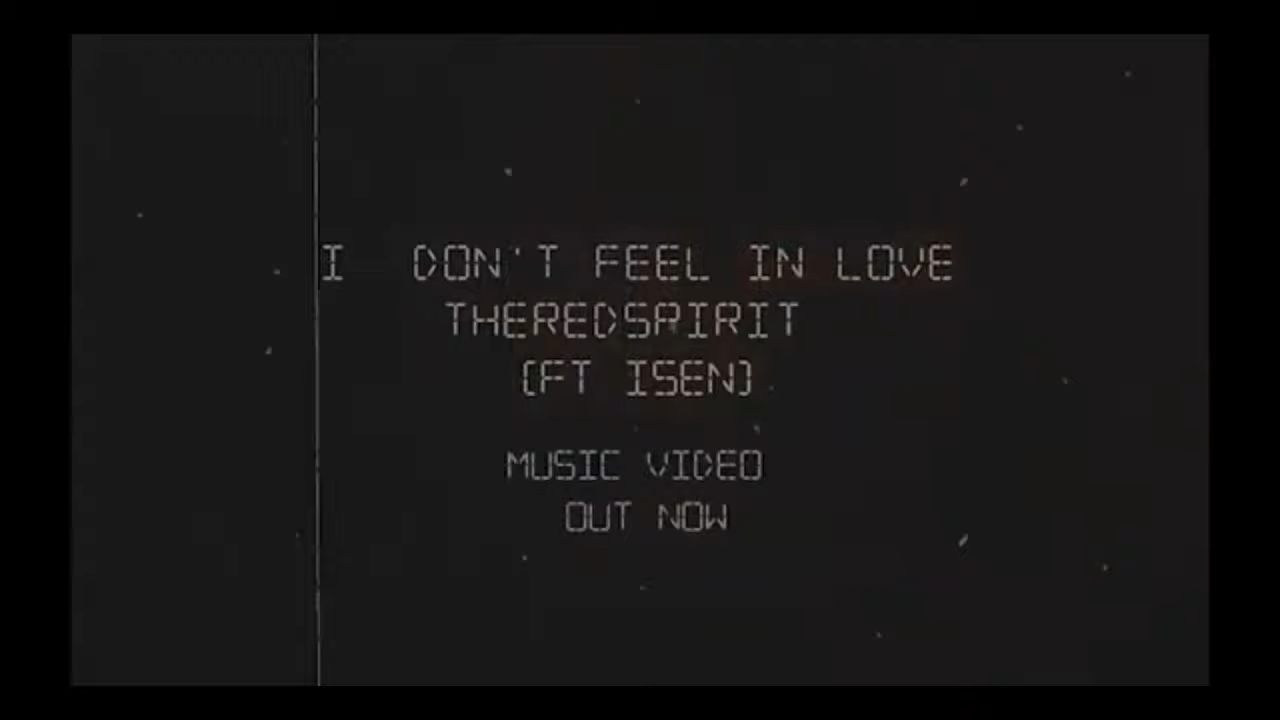 I DON'T FEEL IN LOVE
THEREDSPIRIT
(FT ISEN)
MUSIC VIDEO
OUT NOW